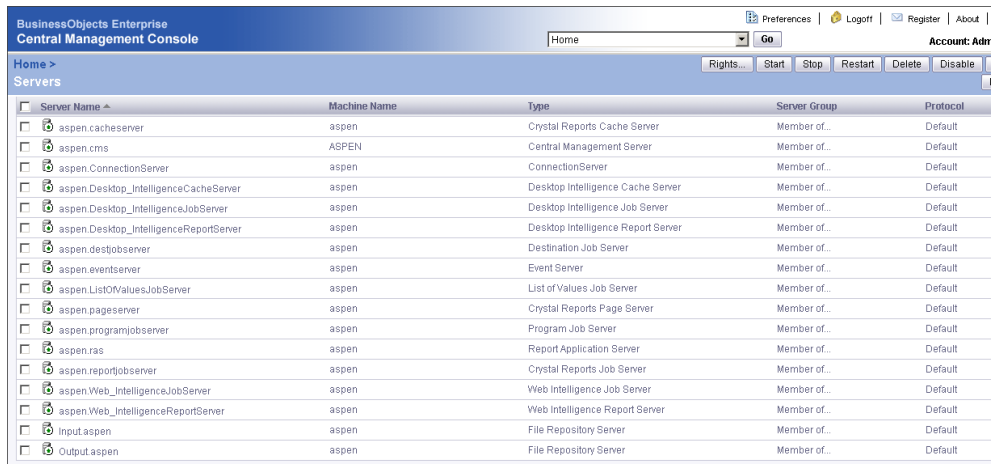 BusinessObjects Enterprise
Central Management Console
Preferences | Logoff | Register | About |
Home Go
Account: Adm
Home >
Servers
Rights... Start Stop Restart Delete Disable
Server Name Machine Name Type Server Group Protocol
aspen.cacheserver aspen Crystal Reports Cache Server Member of... Default
aspen.cms ASPEN Central Management Server Member of... Default
aspen.ConnectionServer aspen ConnectionServer Member of... Default
aspen.Desktop_IntelligenceCacheServer aspen Desktop Intelligence Cache Server Member of... Default
aspen.Desktop_IntelligenceJobServer aspen Desktop Intelligence Job Server Member of... Default
aspen.Desktop_IntelligenceReportServer aspen Desktop Intelligence Report Server Member of... Default
aspen.destjobserver aspen Destination Job Server Member of... Default
aspen.eventserver aspen Event Server Member of... Default
aspen.ListOfValuesJobServer aspen List of Values Job Server Member of... Default
aspen.pageserver aspen Crystal Reports Page Server Member of... Default
aspen.programjobserver aspen Program Job Server Member of... Default
aspen.ras aspen Report Application Server Member of... Default
aspen.reportjobserver aspen Crystal Reports Job Server Member of... Default
aspen.Web_IntelligenceJobServer aspen Web Intelligence Job Server Member of... Default
aspen.Web_IntelligenceReportServer aspen Web Intelligence Report Server Member of... Default
Input.aspen aspen File Repository Server Member of... Default
Output.aspen aspen File Repository Server Member of... Default